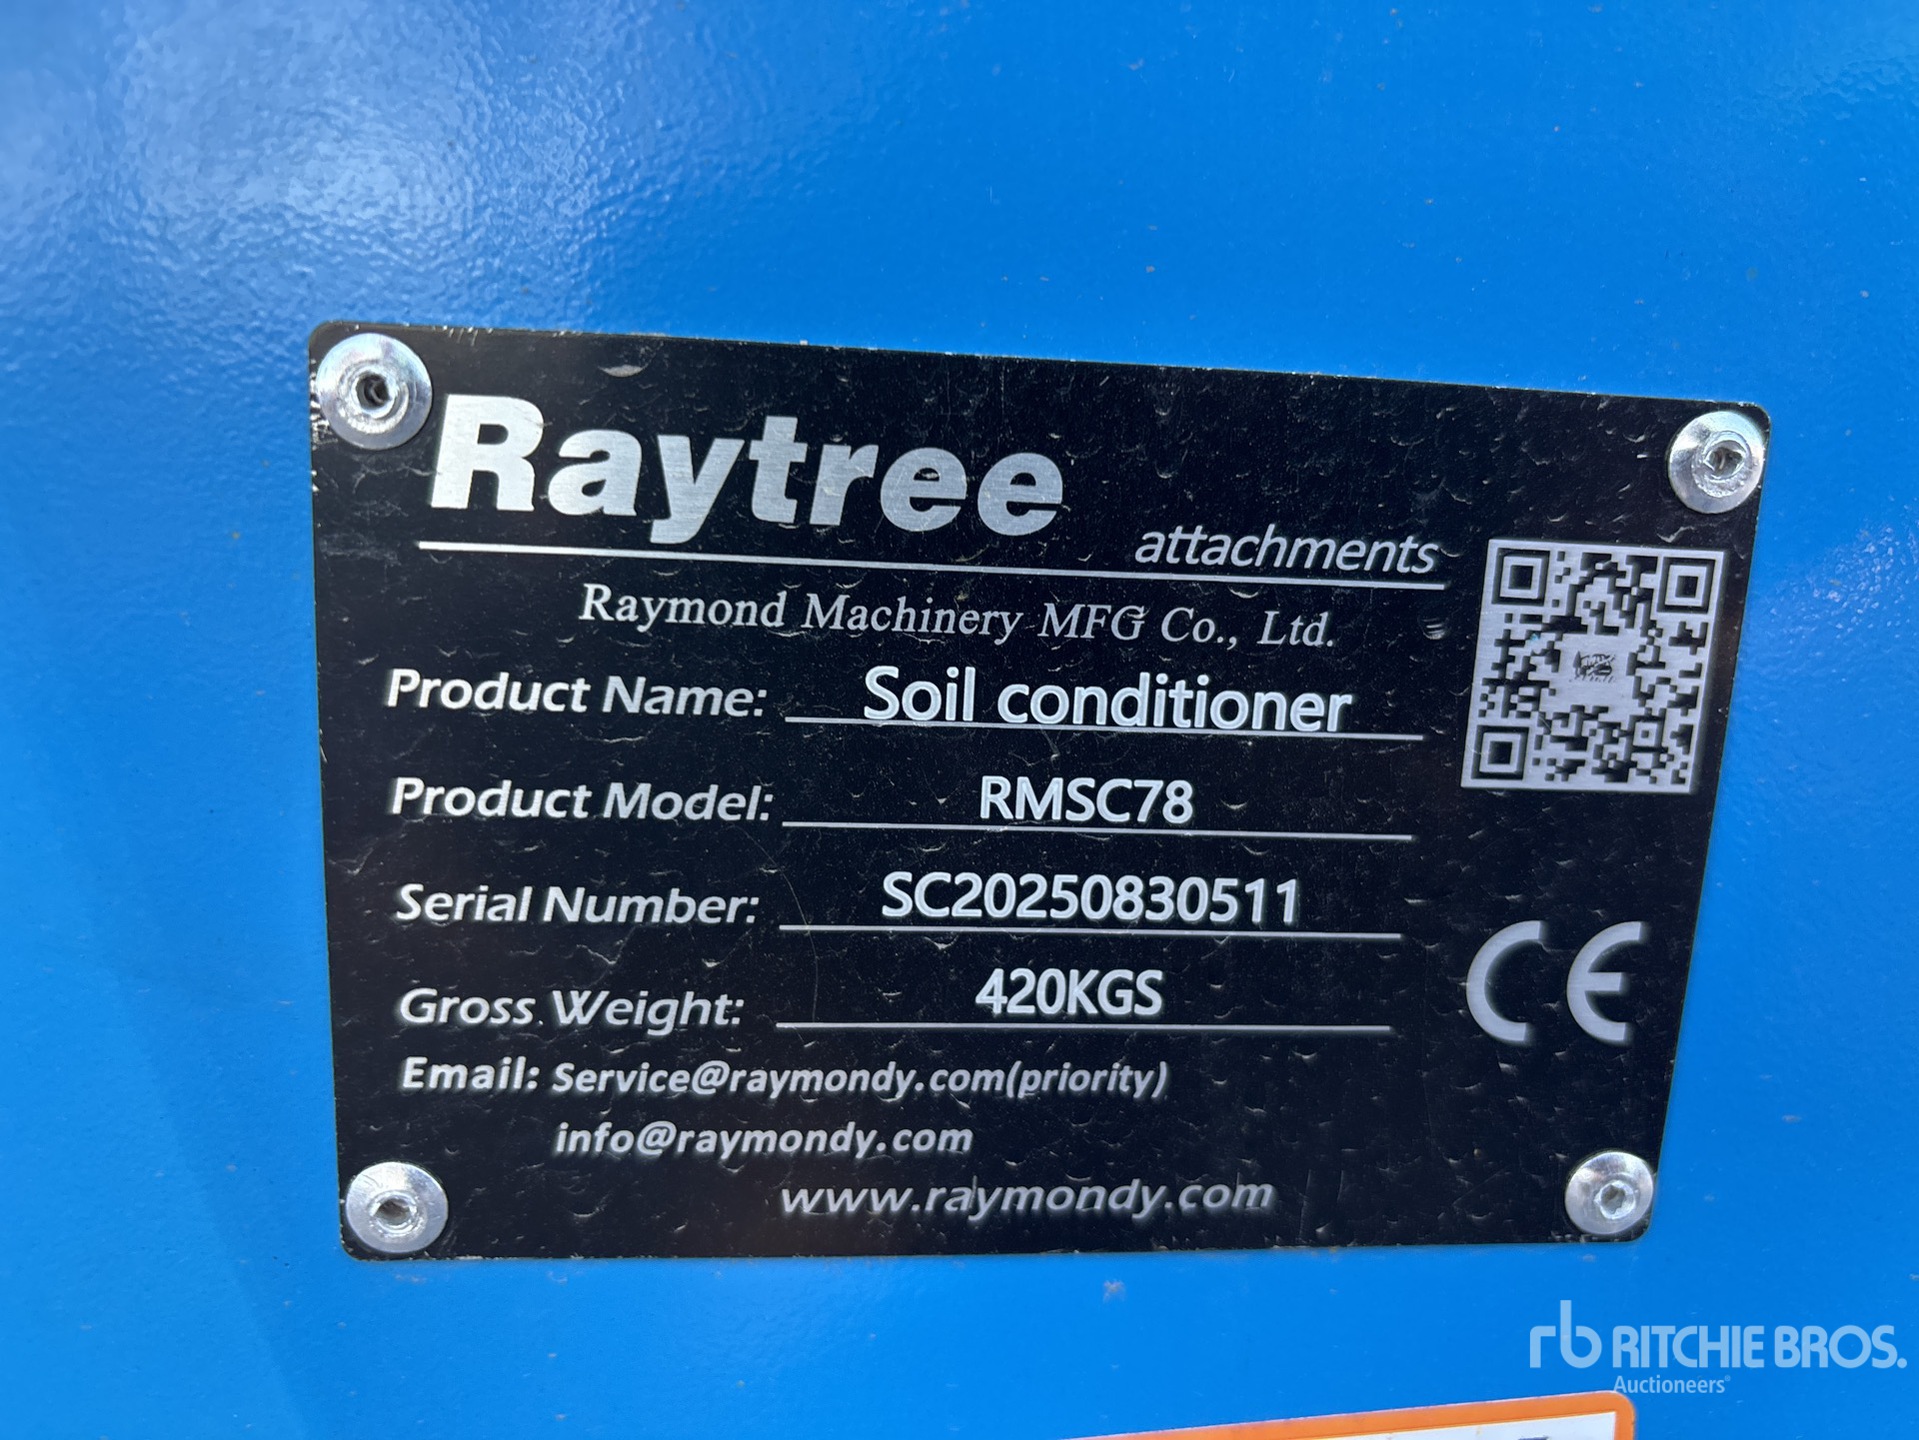 Raytree
attachments
Raymond Machinery MFG Co., Ltd.
Product Name: Soil conditioner
Product Model: RMSC78
Serial Number: SC20250830511
Gross Weight: 420KGS
CE
Email: Service@raymondy.com(priority)
info@raymondy.com
www.raymondy.com
rb RITCHIE BROS.
Auctioneers®